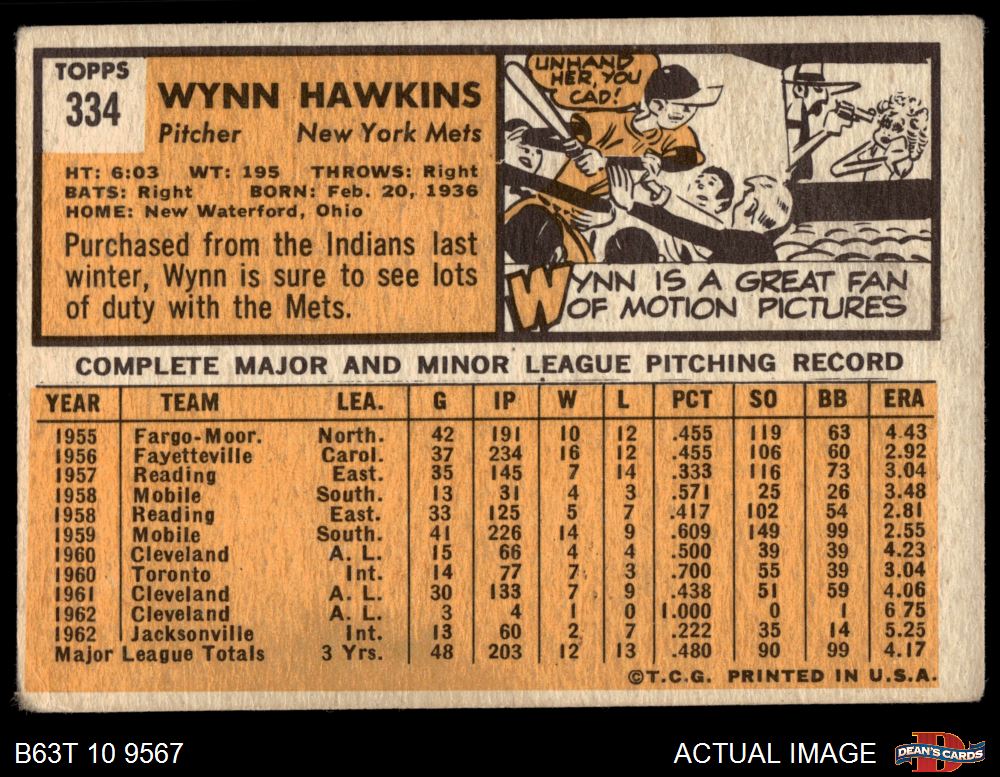 TOPPS
334
WYNN HAWKINS
Pitcher New York Mets
HT: 6:03 WT: 195 THROWS: Right
BATS: Right BORN: Feb. 20, 1936
HOME: New Waterford, Ohio
Purchased from the Indians last
winter, Wynn is sure to see lots
of duty with the Mets.
UNHAND
HER, YOU
CAD!
WYNN IS A GREAT FAN
OF MOTION PICTURES
COMPLETE MAJOR AND MINOR LEAGUE PITCHING RECORD
YEAR TEAM LEA. G IP W L PCT SO BB ERA
1955 Fargo-Moor. North. 42 191 10 12 .455 119 63 4.43
1956 Fayetteville Carol. 37 234 16 12 .455 106 60 2.92
1957 Reading East. 35 145 7 14 .333 116 73 3.04
1958 Mobile South. 13 31 4 3 .571 25 26 3.48
1958 Reading East. 33 125 5 7 .417 102 54 2.81
1959 Mobile South. 41 226 14 9 .609 149 99 2.55
1960 Cleveland A. L. 15 66 4 4 .500 39 39 4.23
1960 Toronto Int. 14 77 7 3 .700 55 39 3.04
1961 Cleveland A. L. 30 133 7 9 .438 51 59 4.06
1962 Cleveland A. L. 3 4 1 0 1.000 0 1 6.75
1962 Jacksonville Int. 13 60 2 7 .222 35 14 5.25
Major League Totals 3 Yrs. 48 203 12 13 .480 90 99 4.17
©T.C.G. PRINTED IN U.S.A.
B63T 10 9567
ACTUAL IMAGE
DEAN'S CARDS